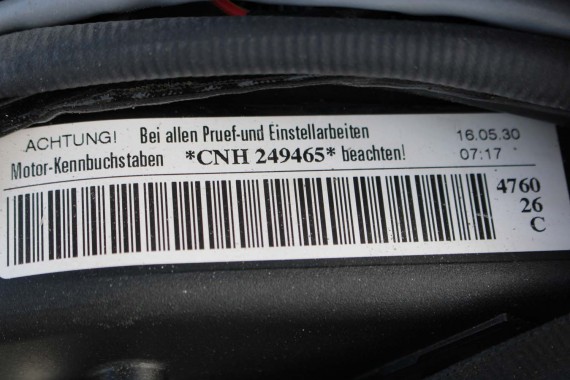 ACHTUNG! Bei allen Pruef-und Einstellarbeiten 16.05.30
Motor-Kennbuchstaben *CNH 249465* beachten! 07:17
4760
26
C